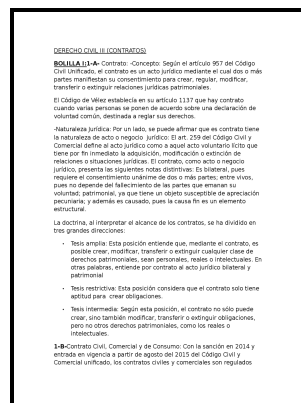 DERECHO CIVIL III (CONTRATOS)
BOLILLA I:1-A- Contrato: -Concepto: Según el artículo 957 del Código
Civil Unificado, el contrato es un acto jurídico mediante el cual dos o más
partes manifiestan su consentimiento para crear, regular, modificar,
transferir o extinguir relaciones jurídicas patrimoniales.
El Código de Vélez establecía en su artículo 1137 que hay contrato
cuando varias personas se ponen de acuerdo sobre una declaración de
voluntad común, destinada a reglar sus derechos.
-Naturaleza Jurídica: Por un lado, se puede afirmar que es contrato tiene
la naturaleza de acto o negocio  jurídico: El art. 259 del Código Civil y
Comercial define al acto jurídico como a aquel acto voluntario lícito que
tiene por fin inmediato la adquisición, modificación o extinción de
relaciones o situaciones jurídicas. El contrato, como acto o negocio
jurídico, presenta las siguientes notas distintivas: Es bilateral, pues
requiere el consentimiento unánime de dos o más partes; entre vivos,
pues no depende del fallecimiento de las partes que emanan su
voluntad; patrimonial, ya que tiene un objeto susceptible de apreciación
pecuniaria; y además es causado, pues la causa fin es un elemento
estructural.
La doctrina, al interpretar el alcance de los contratos, se ha dividido en
tres grandes direcciones:
- Tesis amplia: Esta posición entiende que, mediante el contrato, es
posible crear, modificar, transferir o extinguir cualquier clase de
derechos patrimoniales, sean personales, reales o intelectuales. En
otras palabras, entiende por contrato al acto jurídico bilateral y
patrimonial
- Tesis restrictiva: Esta posición considera que el contrato solo tiene
aptitud para  crear obligaciones.
- Tesis intermedia: Según esta posición, el contrato no sólo puede
crear, sino también modificar, transferir o extinguir obligaciones,
pero no otros derechos patrimoniales, como los reales o
intelectuales.
1-B-Contrato Civil, Comercial y de Consumo: Con la sanción en 2014 y
entrada en vigencia a partir de agosto del 2015 del Código Civil y
Comercial unificado, los contratos civiles y comerciales son regulados